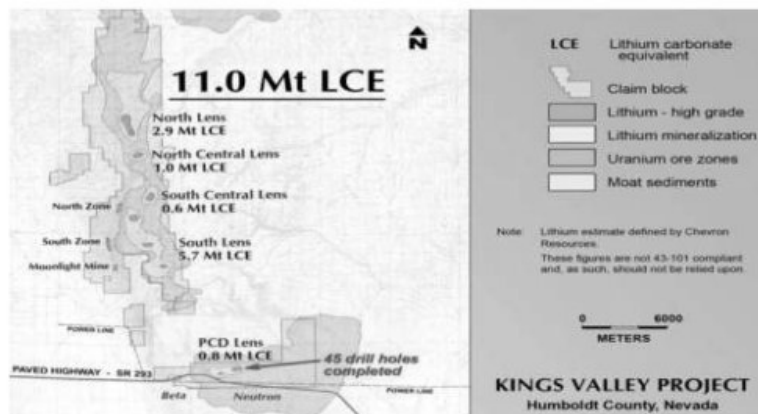 N
11.0 Mt LCE
North Lens
2.9 Mt LCE
North Central Lens
1.0 Mt LCE
South Central Lens
0.6 Mt LCE
North Zone
South Zone
South Lens
5.7 Mt LCE
Moonlight Mine
POWER LINE
PCD Lens
0.8 Mt LCE
45 drill holes
completed
PAVED HIGHWAY - SR 293
POWER LINE
Beta
Neutron
LCE Lithium carbonate
equivalent
Claim block
Lithium - high grade
Lithium mineralization
Uranium ore zones
Moat sediments
Note: Lithium estimate defined by Chevron
Resources.
These figures are not 43-101 compliant
and, as such, should not be relied upon.
0 6000
METERS
KINGS VALLEY PROJECT
Humboldt County, Nevada